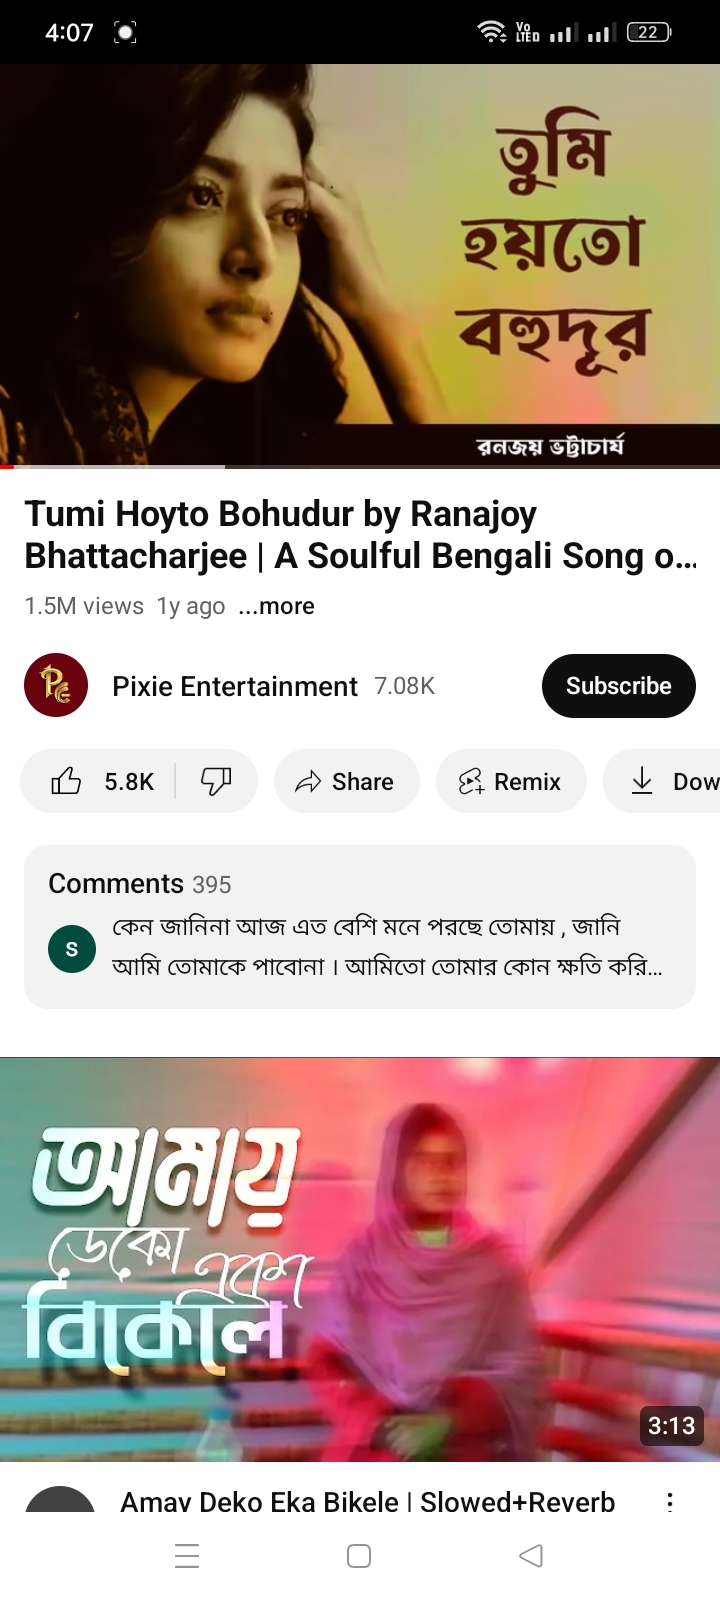 4:07
Vo
LTED
22
তুমি
হয়তো
বহুদূর
রনজয় ভট্টাচার্য
Tumi Hoyto Bohudur by Ranajoy
Bhattacharjee | A Soulful Bengali Song o...
1.5M views 1y ago ...more
Pixie Entertainment 7.08K
Subscribe
5.8K
Share
Remix
Dow
Comments 395
S
কেন জানিনা আজ এত বেশি মনে পরছে তোমায় , জানি
আমি তোমাকে পাবোনা । আমিতো তোমার কোন ক্ষতি করি...
আমায়
ডেকো একা
বিকেলে
3:13
Amay Deko Eka Bikele | Slowed+Reverb